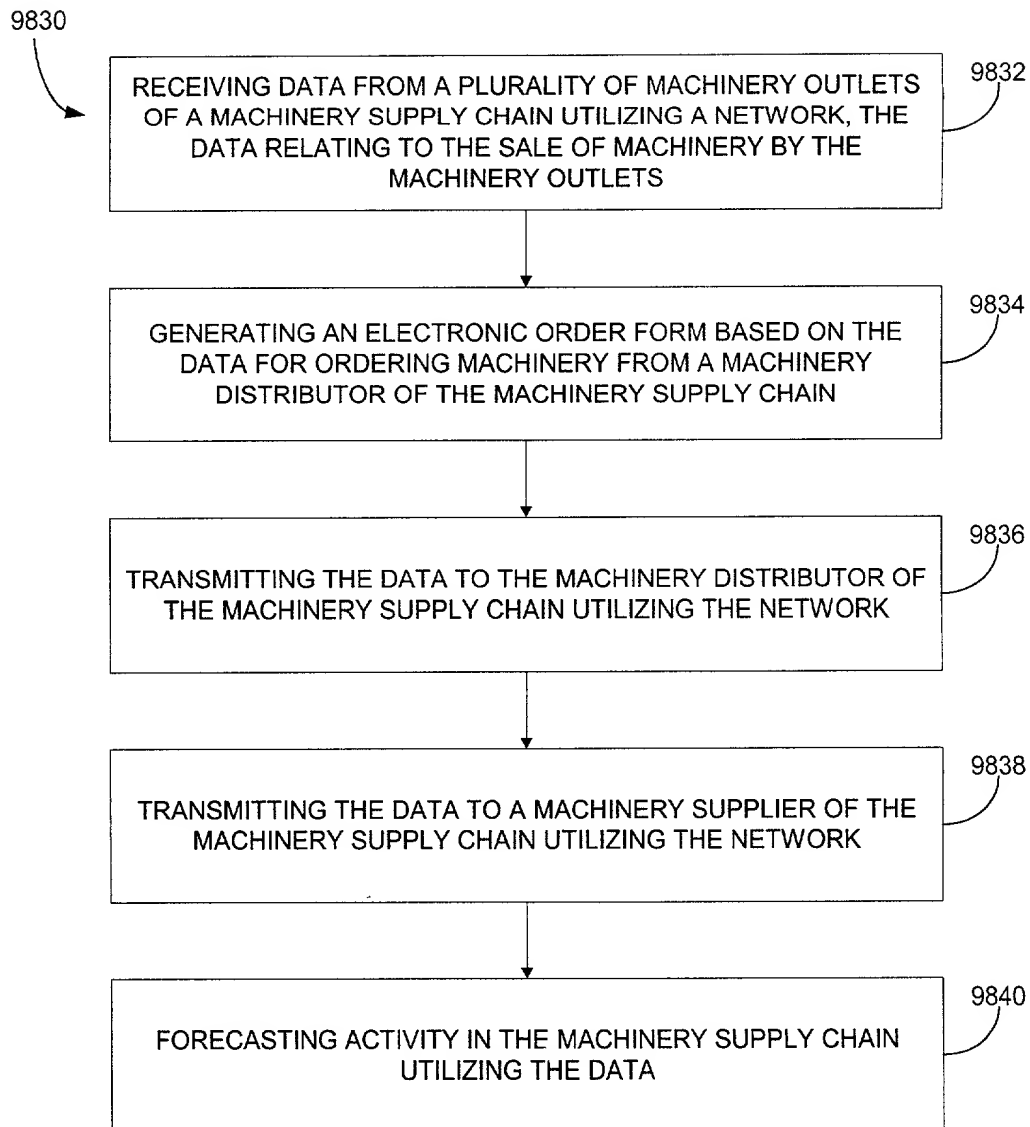 9830
RECEIVING DATA FROM A PLURALITY OF MACHINERY OUTLETS
OF A MACHINERY SUPPLY CHAIN UTILIZING A NETWORK, THE
DATA RELATING TO THE SALE OF MACHINERY BY THE
MACHINERY OUTLETS
9832
GENERATING AN ELECTRONIC ORDER FORM BASED ON THE
DATA FOR ORDERING MACHINERY FROM A MACHINERY
DISTRIBUTOR OF THE MACHINERY SUPPLY CHAIN
9834
TRANSMITTING THE DATA TO THE MACHINERY DISTRIBUTOR OF
THE MACHINERY SUPPLY CHAIN UTILIZING THE NETWORK
9836
TRANSMITTING THE DATA TO A MACHINERY SUPPLIER OF THE
MACHINERY SUPPLY CHAIN UTILIZING THE NETWORK
9838
FORECASTING ACTIVITY IN THE MACHINERY SUPPLY CHAIN
UTILIZING THE DATA
9840